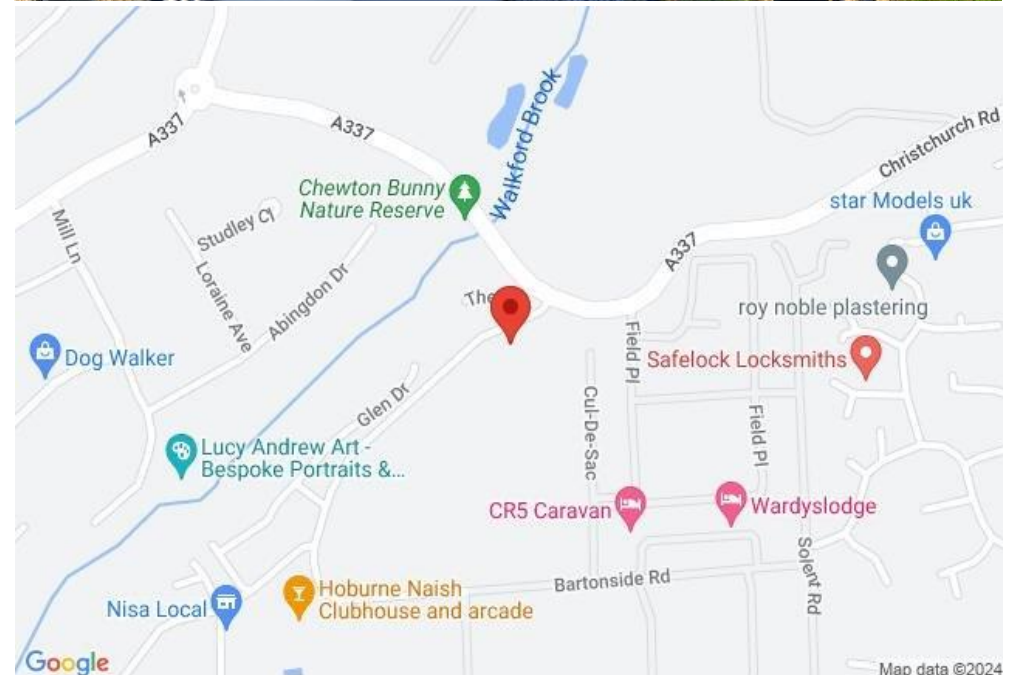 A337
A337
Walkford Brook
Christchurch Rd
Chewton Bunny
Nature Reserve
star Models uk
Mill Ln
Studley Cl
A337
Loraine Ave
Abingdon Dr
The
roy noble plastering
Dog Walker
Field Pl
Safelock Locksmiths
Glen Dr
Cul-De-Sac
Field Pl
Lucy Andrew Art -
Bespoke Portraits &...
CR5 Caravan
Wardyslodge
Solent Rd
Bartonside Rd
Hoburne Naish
Clubhouse and arcade
Nisa Local
Google
Map data ©2024